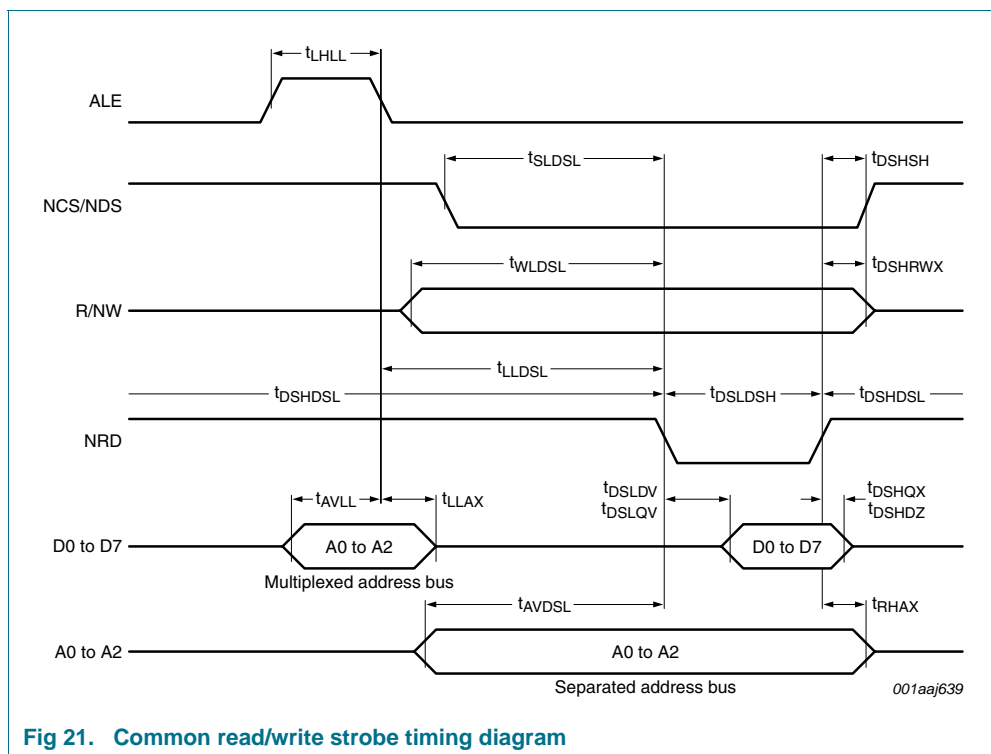 tLHLL
ALE
tSLDSL
tDSHSH
NCS/NDS
tWLDSL
tDSHRWX
R/NW
tLLDSL
tDSHDSL
tDSLDSH
tDSHDSL
NRD
tAVLL
tLLAX
tDSLDV
tDSLQV
tDSHQX
tDSHDZ
D0 to D7
A0 to A2
D0 to D7
Multiplexed address bus
tAVDSL
tRHAX
A0 to A2
A0 to A2
Separated address bus
001aaj639
Fig 21. Common read/write strobe timing diagram